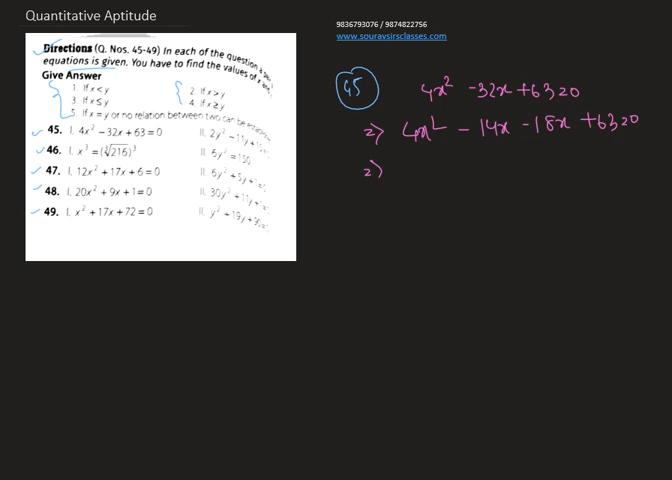 Quantitative Aptitude
9836793076 / 9874822756
www.souravsirsclasses.com
Directions (Q. Nos. 45-49) In each of the question a
equations is given. You have to find the values of x and
Give Answer
1. If x < y 2. If x > y
3. If x ≤ y 4. If x ≥ y
5. If x = y or no relation between two can be
45. I. 4x² - 32x + 63 = 0 II. 2y² - 11y +
46. I. x³ = (∛216)³ II. 6y² = 150
47. I. 12x² + 17x + 6 = 0 II. 6y² + 5y + 1 =
48. I. 20x² + 9x + 1 = 0 II. 30y² + 11y +
49. I. x² + 17x + 72 = 0 II. y² + 19y +
45 4x² - 32x + 63=0
=> 4x² - 14x - 18x + 63=0
=>